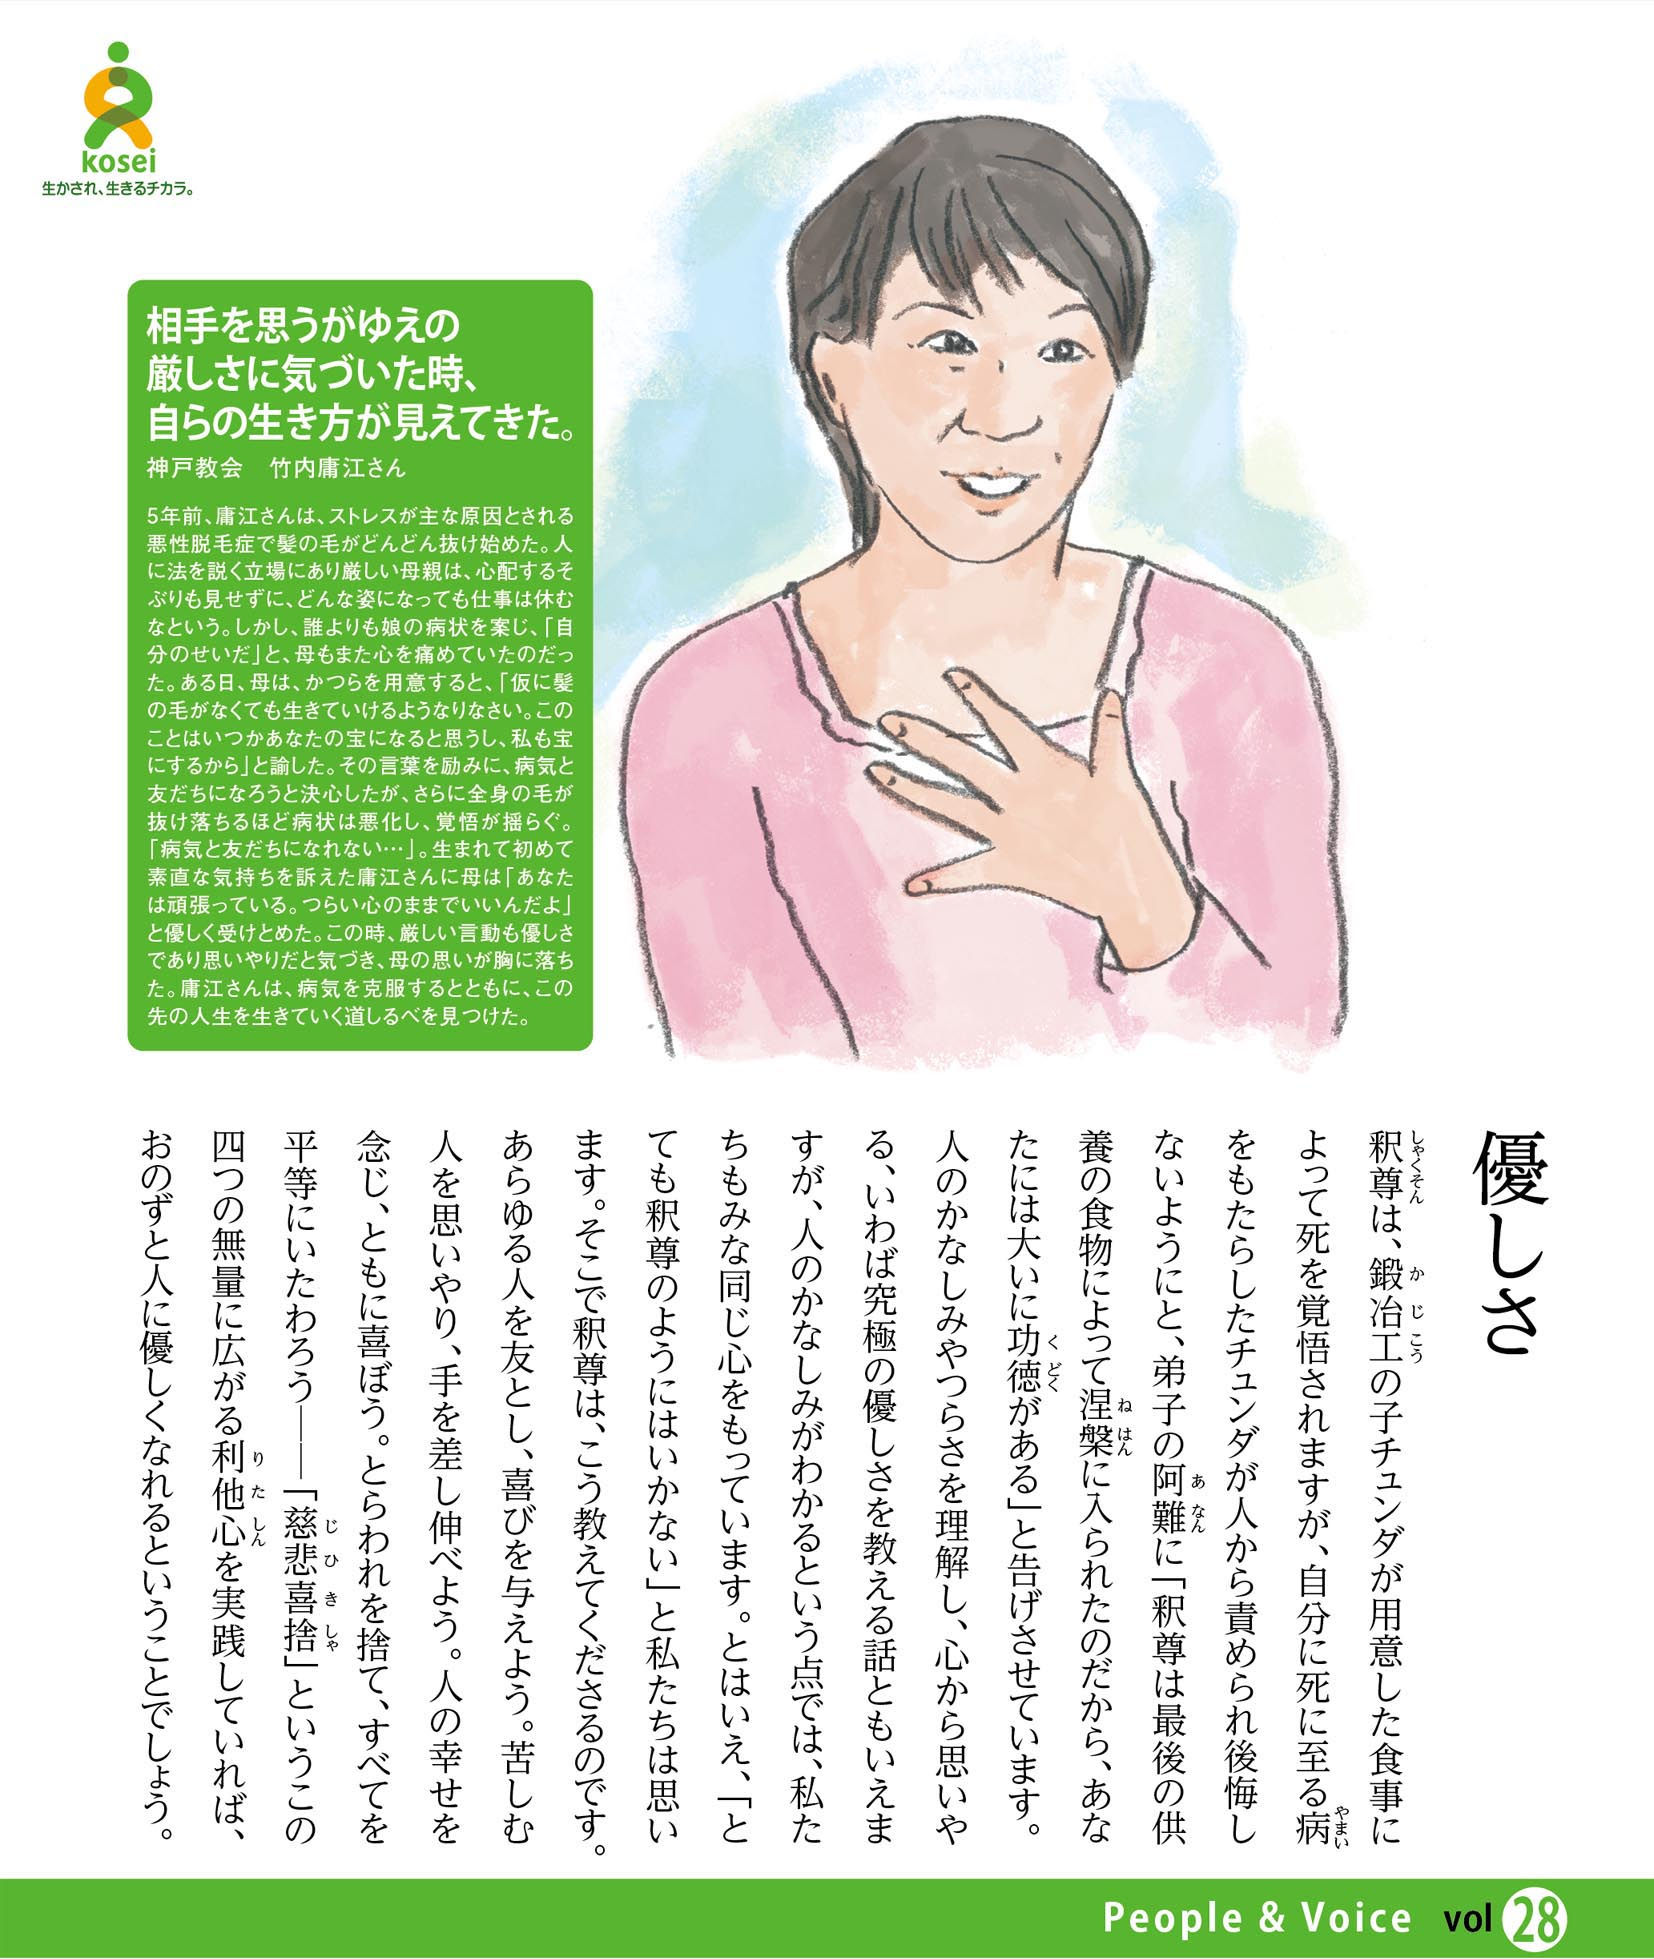 kosei
生かされ、生きるチカラ。
相手を思うがゆえの
厳しさに気づいた時、
自らの生き方が見えてきた。
神戸教会　竹内庸江さん
5年前、庸江さんは、ストレスが主な原因とされる
悪性脱毛症で髪の毛がどんどん抜け始めた。人
に法を説く立場にあり厳しい母親は、心配するそ
ぶりも見せずに、どんな姿になっても仕事は休む
なという。しかし、誰よりも娘の病状を案じ、「自
分のせいだ」と、母もまた心を痛めていたのだっ
た。ある日、母は、かつらを用意すると、「仮に髪
の毛がなくても生きていけるようなりなさい。この
ことはいつかあなたの宝になると思うし、私も宝
にするから」と諭した。その言葉を励みに、病気と
友だちになろうと決心したが、さらに全身の毛が
抜け落ちるほど病状は悪化し、覚悟が揺らぐ。
「病気と友だちになれない…」。生まれて初めて
素直な気持ちを訴えた庸江さんに母は「あなた
は頑張っている。つらい心のままでいいんだよ」
と優しく受けとめた。この時、厳しい言動も優しさ
であり思いやりだと気づき、母の思いが胸に落ち
た。庸江さんは、病気を克服するとともに、この
先の人生を生きていく道しるべを見つけた。
優しさ
釈尊は、鍛冶工の子チュンダが用意した食事に
よって死を覚悟されますが、自分に死に至る病
をもたらしたチュンダが人から責められ後悔し
ないようにと、弟子の阿難に「釈尊は最後の供
養の食物によって涅槃に入られたのだから、あな
たには大いに功徳がある」と告げさせています。
人のかなしみやつらさを理解し、心から思いや
る、いわば究極の優しさを教える話ともいえま
すが、人のかなしみがわかるという点では、私た
ちもみな同じ心をもっています。とはいえ、「と
ても釈尊のようにはいかない」と私たちは思い
ます。そこで釈尊は、こう教えてくださるのです。
あらゆる人を友とし、喜びを与えよう。苦しむ
人を思いやり、手を差し伸べよう。人の幸せを
念じ、ともに喜ぼう。とらわれを捨て、すべてを
平等にいたわろう――「慈悲喜捨」というこの
四つの無量に広がる利他心を実践していれば、
おのずと人に優しくなれるということでしょう。
People & Voice vol 28